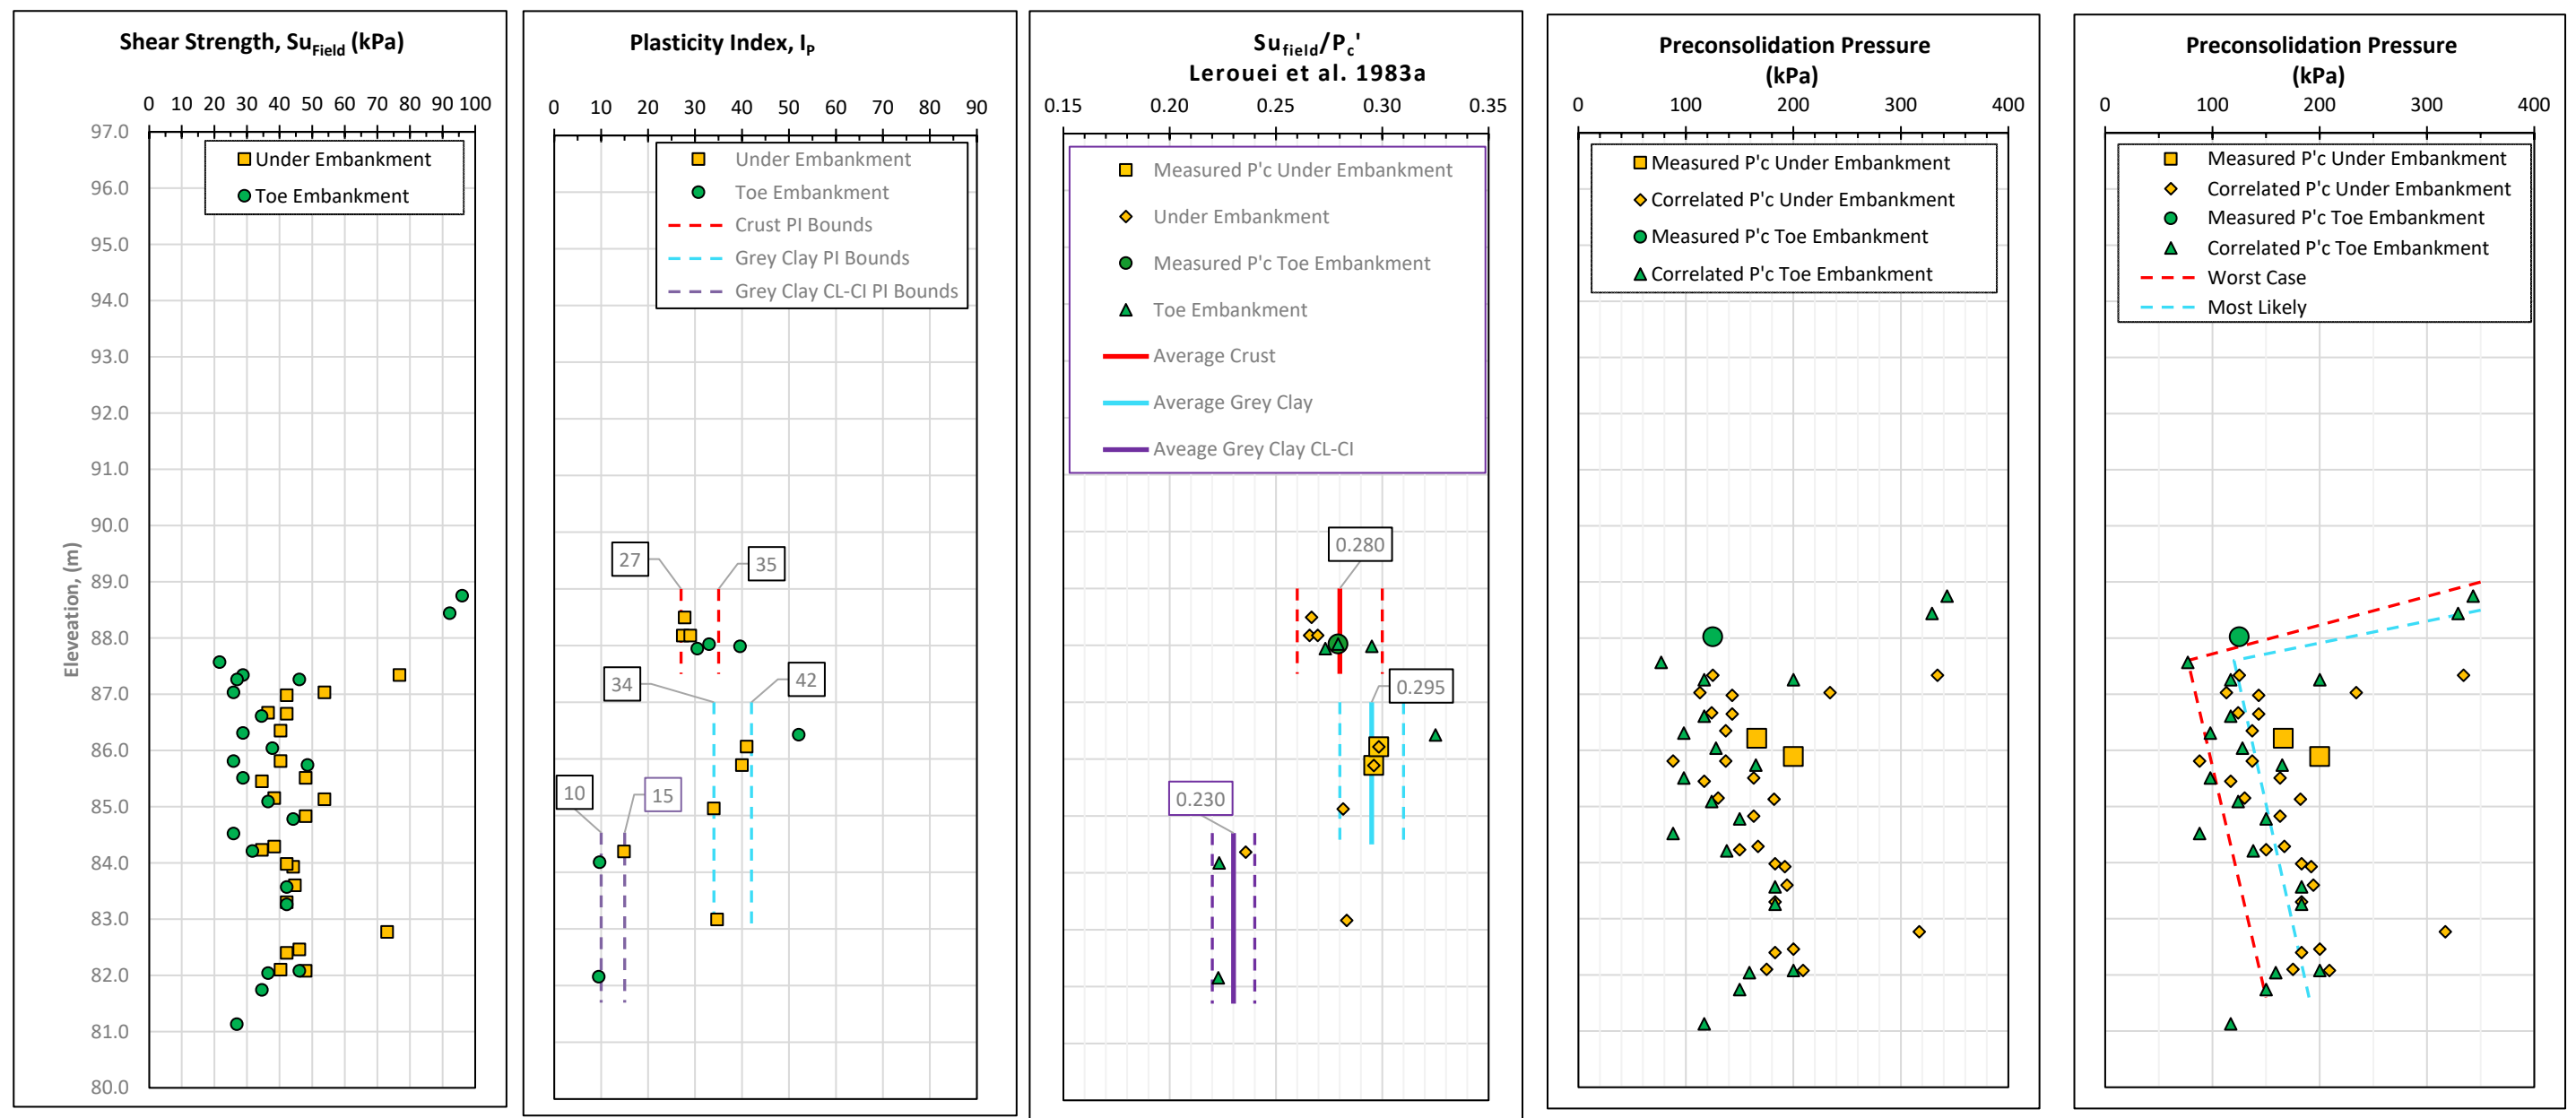 Shear Strength, SuField (kPa)
0 10 20 30 40 50 60 70 80 90 100
Under Embankment
Toe Embankment
Eleveation, (m)
97.0
96.0
95.0
94.0
93.0
92.0
91.0
90.0
89.0
88.0
87.0
86.0
85.0
84.0
83.0
82.0
81.0
80.0
Plasticity Index, IP
0 10 20 30 40 50 60 70 80 90
Under Embankment
Toe Embankment
Crust PI Bounds
Grey Clay PI Bounds
Grey Clay CL-CI PI Bounds
27
35
34
42
10
15
Sufield/Pc'
Lerouei et al. 1983a
0.15 0.20 0.25 0.30 0.35
Measured P'c Under Embankment
Under Embankment
Measured P'c Toe Embankment
Toe Embankment
Average Crust
Average Grey Clay
Aveage Grey Clay CL-CI
0.280
0.295
0.230
Preconsolidation Pressure
(kPa)
0 100 200 300 400
Measured P'c Under Embankment
Correlated P'c Under Embankment
Measured P'c Toe Embankment
Correlated P'c Toe Embankment
Preconsolidation Pressure
(kPa)
0 100 200 300 400
Measured P'c Under Embankment
Correlated P'c Under Embankment
Measured P'c Toe Embankment
Correlated P'c Toe Embankment
Worst Case
Most Likely